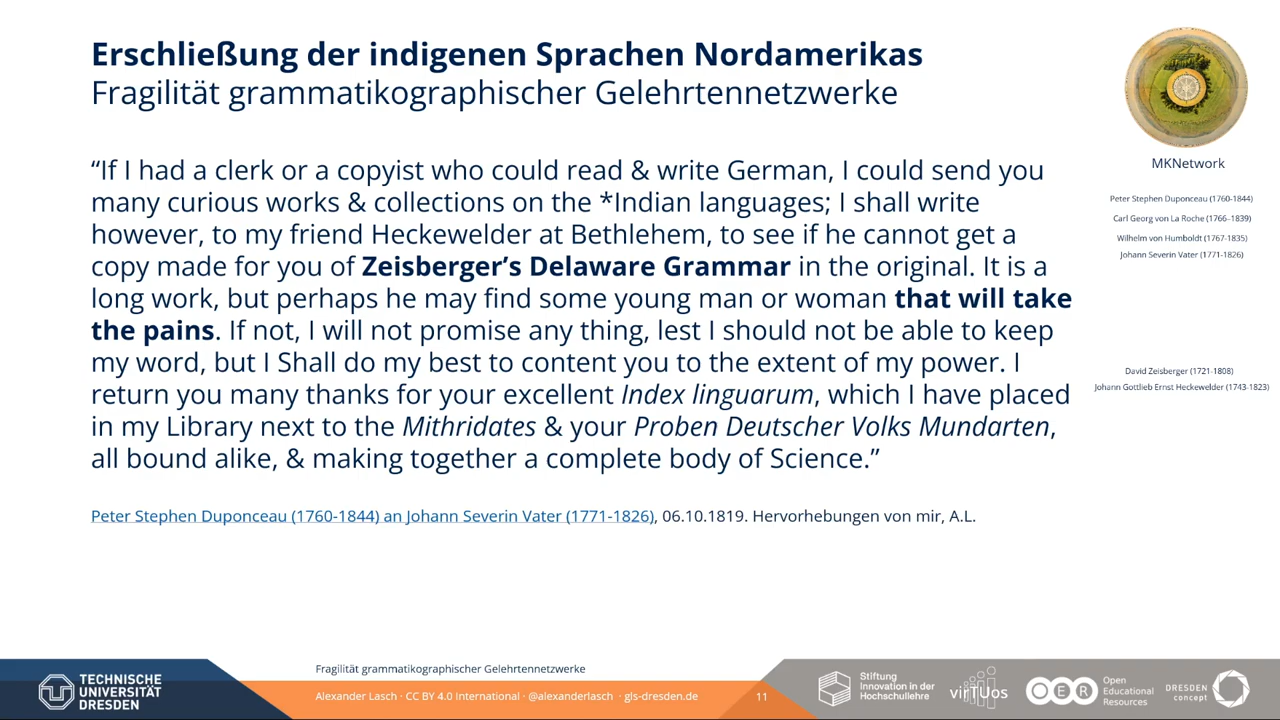 Erschließung der indigenen Sprachen Nordamerikas
Fragilität grammatikographischer Gelehrtennetzwerke
“If I had a clerk or a copyist who could read & write German, I could send you
many curious works & collections on the *Indian languages; I shall write
however, to my friend Heckewelder at Bethlehem, to see if he cannot get a
copy made for you of Zeisberger’s Delaware Grammar in the original. It is a
long work, but perhaps he may find some young man or woman that will take
the pains. If not, I will not promise any thing, lest I should not be able to keep
my word, but I Shall do my best to content you to the extent of my power. I
return you many thanks for your excellent Index linguarum, which I have placed
in my Library next to the Mithridates & your Proben Deutscher Volks Mundarten,
all bound alike, & making together a complete body of Science.”
Peter Stephen Duponceau (1760-1844) an Johann Severin Vater (1771-1826), 06.10.1819. Hervorhebungen von mir, A.L.
MKNetwork
Peter Stephen Duponceau (1760-1844)
Carl Georg von La Roche (1766–1839)
Wilhelm von Humboldt (1767-1835)
Johann Severin Vater (1771-1826)
David Zeisberger (1721-1808)
Johann Gottlieb Ernst Heckewelder (1743-1823)
TECHNISCHE
UNIVERSITÄT
DRESDEN
Fragilität grammatikographischer Gelehrtennetzwerke
Alexander Lasch · CC BY 4.0 International · @alexanderlasch · gls-dresden.de
11
Stiftung
Innovation in der
Hochschullehre
virTUos
OER
Open
Educational
Resources
DRESDEN
concept